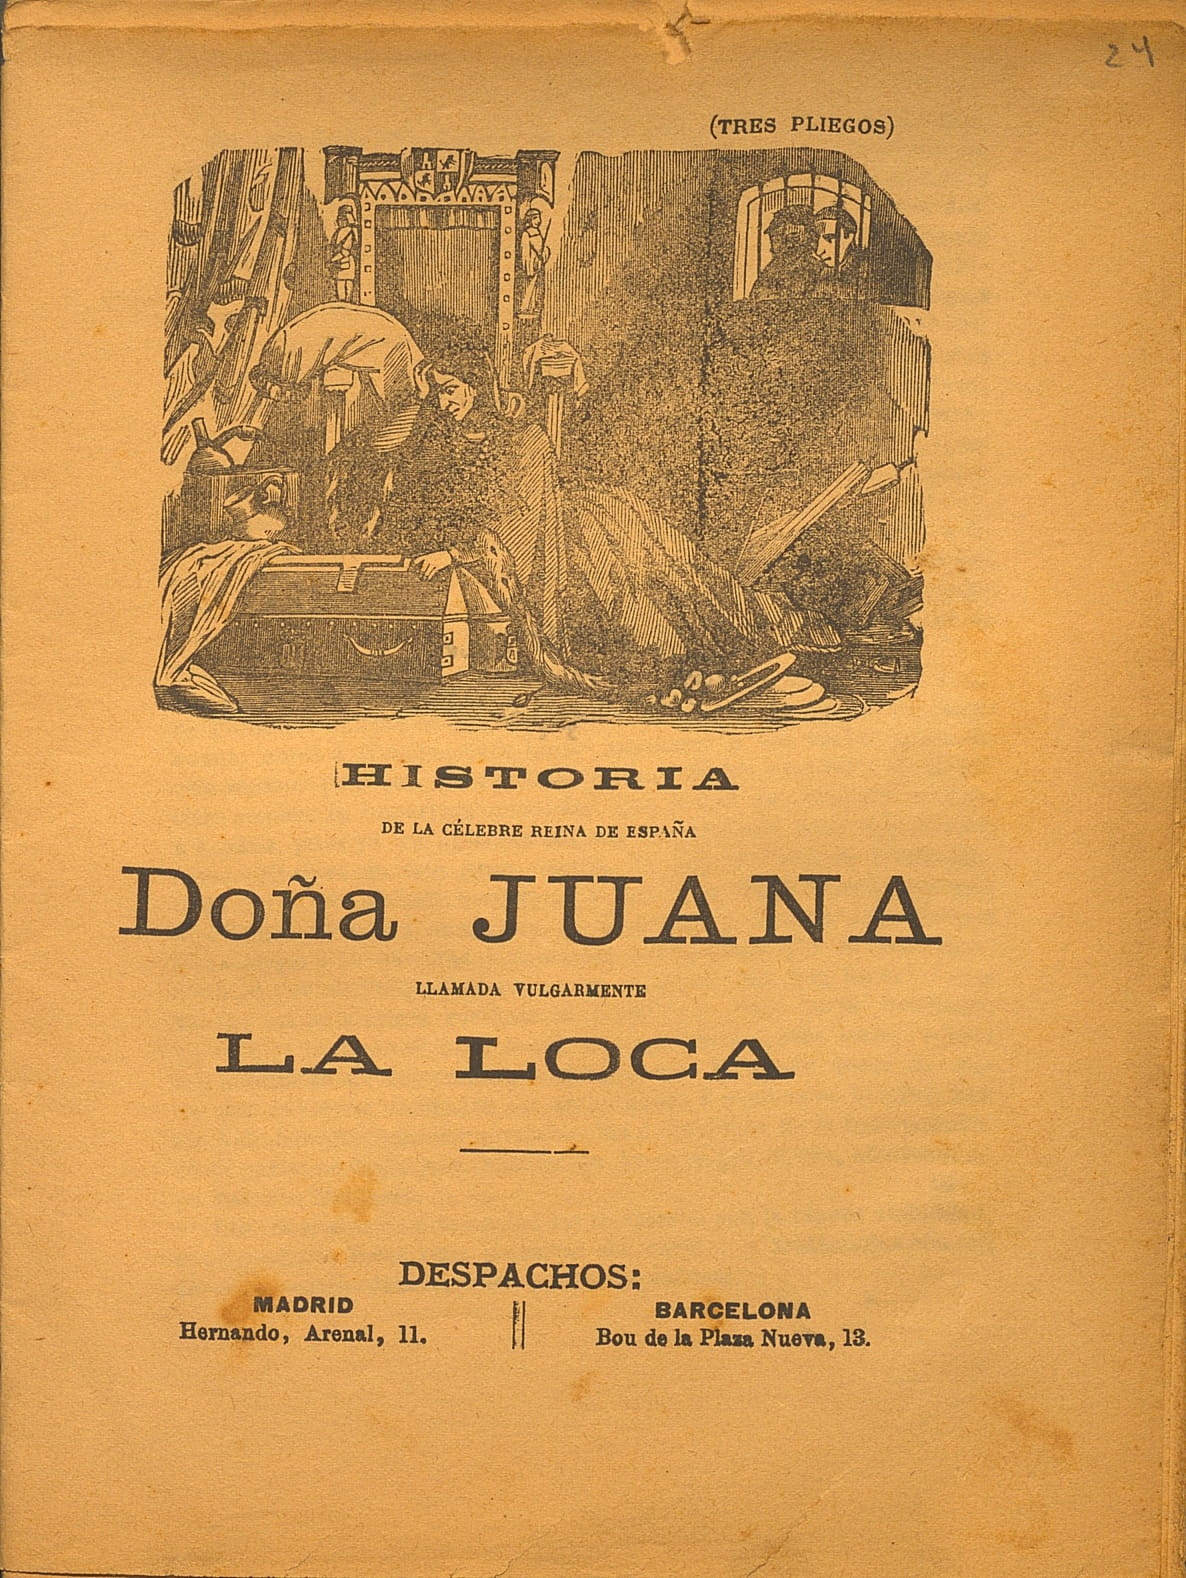 24
(TRES PLIEGOS)
HISTORIA
DE LA CÉLEBRE REINA DE ESPAÑA
Doña JUANA
LLAMADA VULGARMENTE
LA LOCA
DESPACHOS:
MADRID
Hernando, Arenal, 11.
BARCELONA
Bou de la Plaza Nueva, 13.